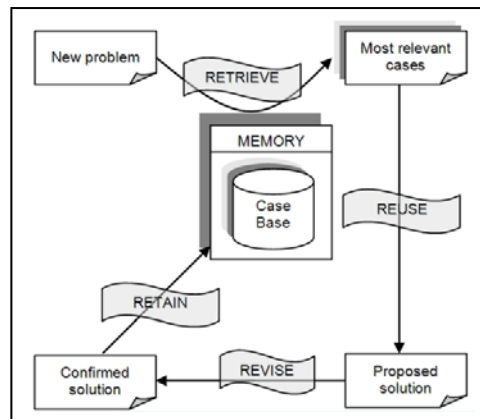 New problem
RETRIEVE
Most relevant
cases
MEMORY
Case
Base
REUSE
RETAIN
Confirmed
solution
REVISE
Proposed
solution